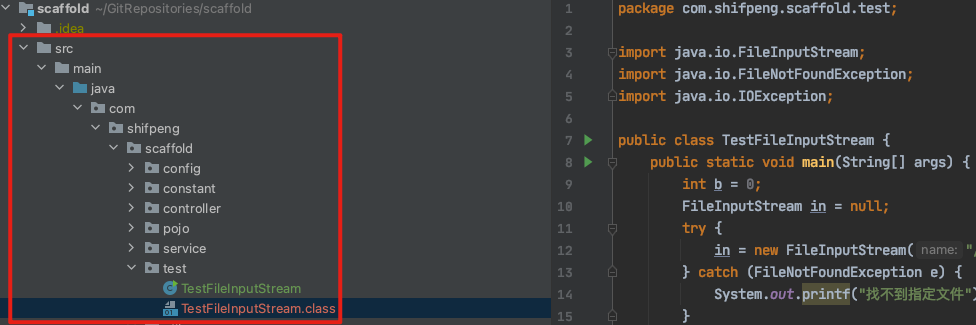 scaffold ~/GitRepositories/scaffold
.idea
src
main
java
com
shifpeng
scaffold
config
constant
controller
pojo
service
test
TestFileInputStream
TestFileInputStream.class
1 package com.shifpeng.scaffold.test;
2
3 import java.io.FileInputStream;
4 import java.io.FileNotFoundException;
5 import java.io.IOException;
6
7 public class TestFileInputStream {
8 public static void main(String[] args) {
9 int b = 0;
10 FileInputStream in = null;
11 try {
12 in = new FileInputStream( name: "/
13 } catch (FileNotFoundException e) {
14 System.out.printf("找不到指定文件")
15 }